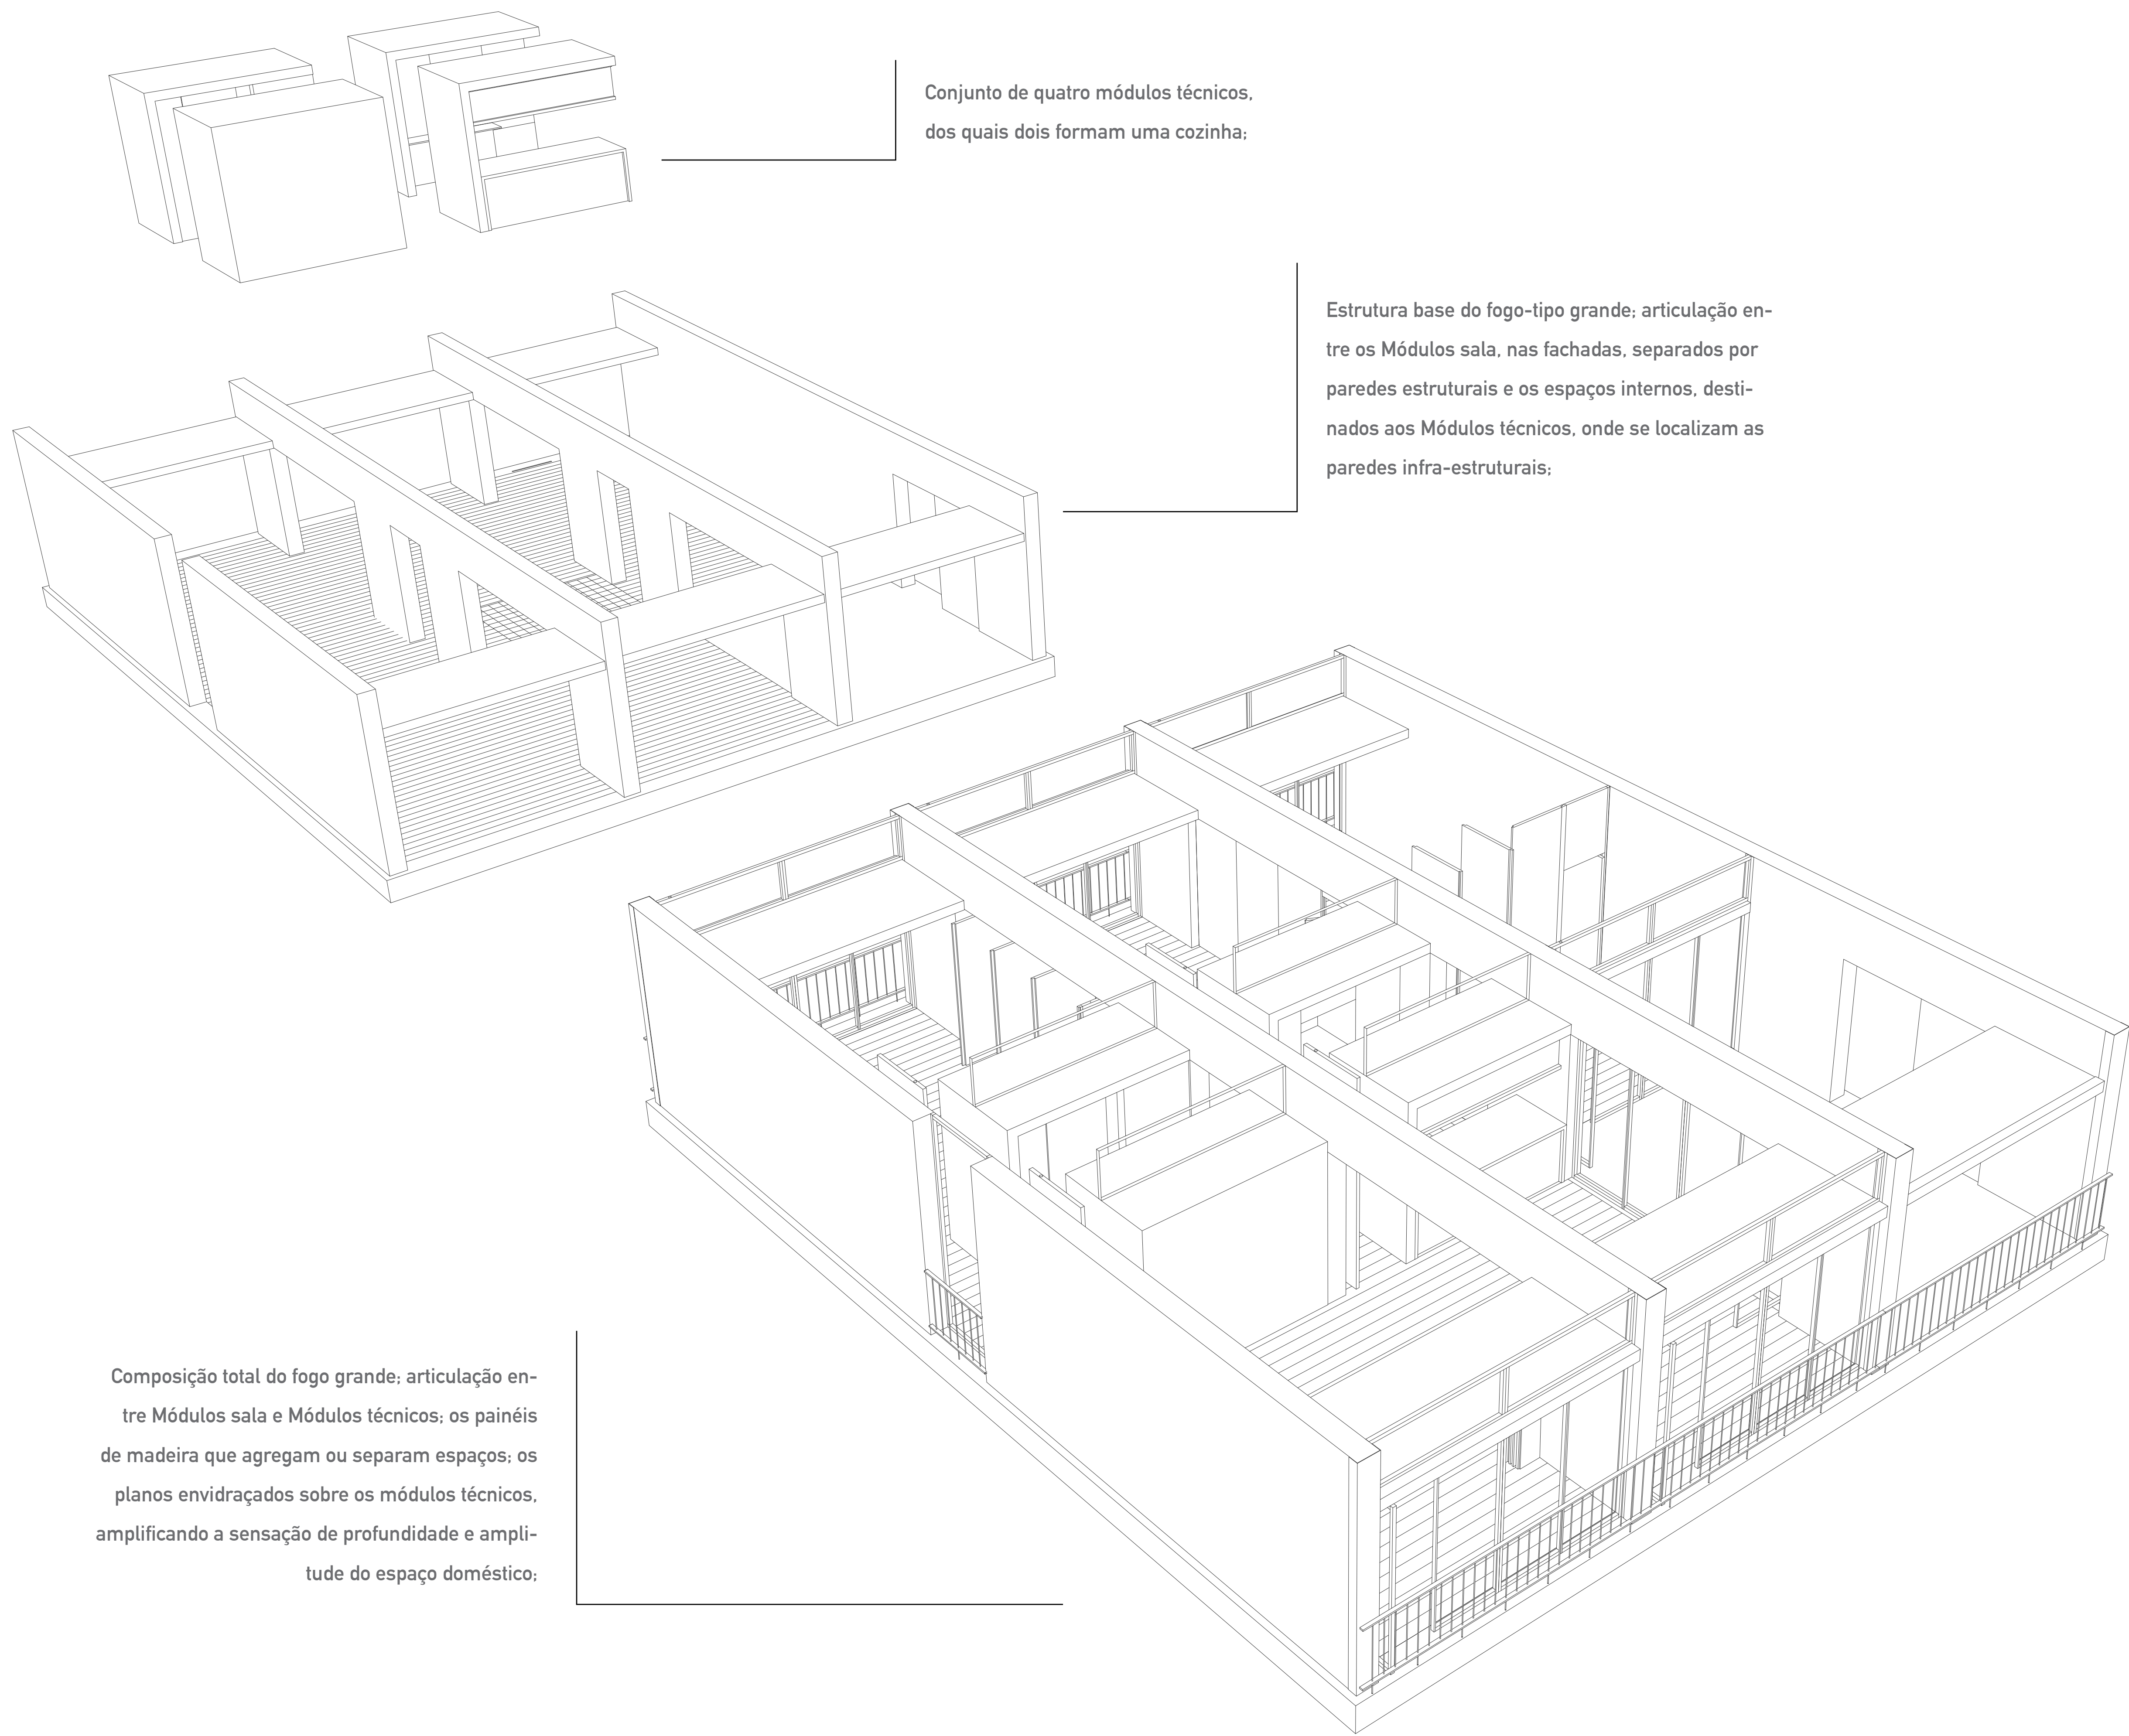 Conjunto de quatro módulos técnicos,
dos quais dois formam uma cozinha;
Estrutura base do fogo-tipo grande; articulação en-
tre os Módulos sala, nas fachadas, separados por
paredes estruturais e os espaços internos, desti-
nados aos Módulos técnicos, onde se localizam as
paredes infra-estruturais;
Composição total do fogo grande; articulação en-
tre Módulos sala e Módulos técnicos; os painéis
de madeira que agregam ou separam espaços; os
planos envidraçados sobre os módulos técnicos,
amplificando a sensação de profundidade e ampli-
tude do espaço doméstico;